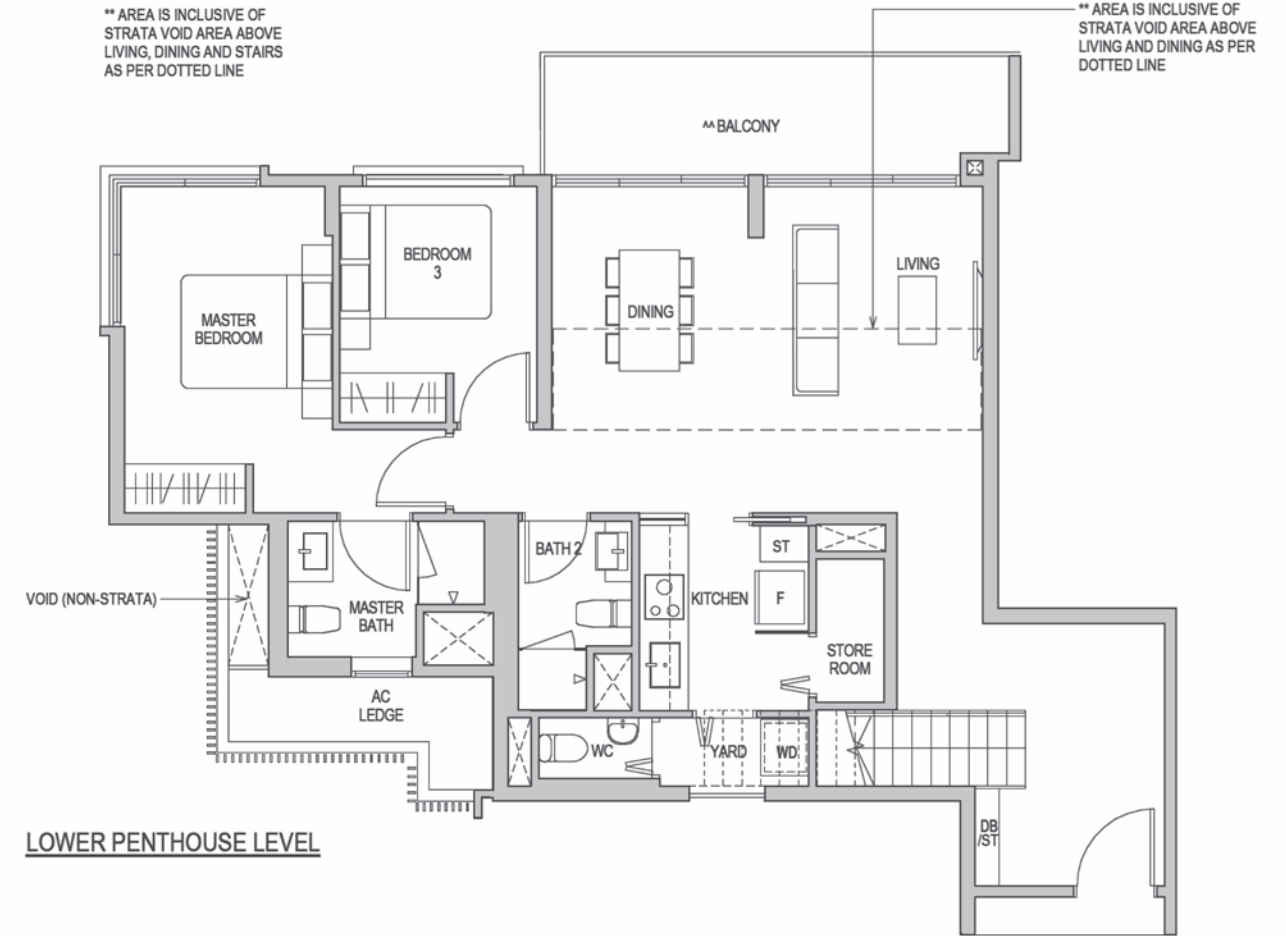 ** AREA IS INCLUSIVE OF
STRATA VOID AREA ABOVE
LIVING, DINING AND STAIRS
AS PER DOTTED LINE
** AREA IS INCLUSIVE OF
STRATA VOID AREA ABOVE
LIVING AND DINING AS PER
DOTTED LINE
^^ BALCONY
MASTER
BEDROOM
BEDROOM
3
DINING
LIVING
VOID (NON-STRATA)
MASTER
BATH
BATH 2
KITCHEN
ST
F
STORE
ROOM
AC
LEDGE
WC
YARD
WD
DB
/ST
LOWER PENTHOUSE LEVEL